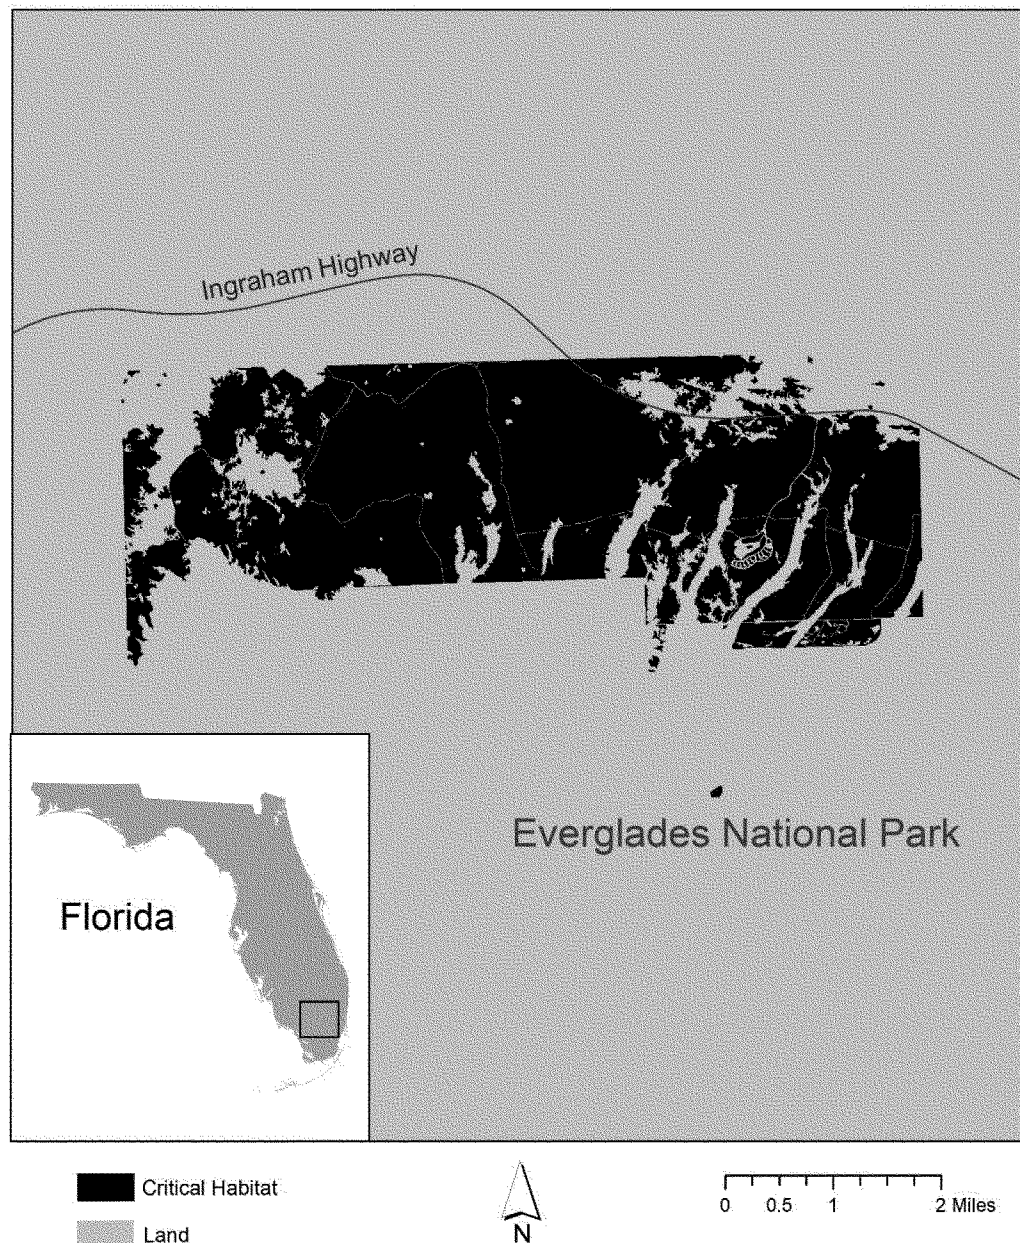 Ingraham Highway
Everglades National Park
Florida
Critical Habitat
Land
N
0 0.5 1 2 Miles